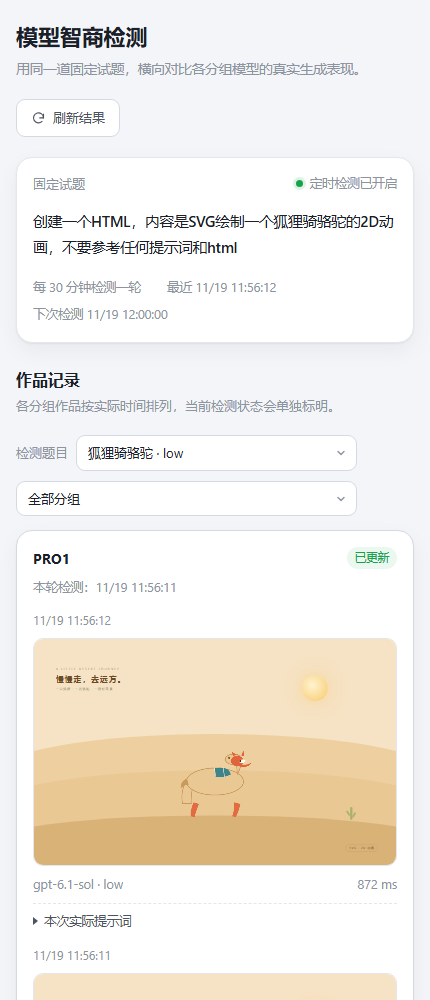 模型智商检测
用同一道固定试题，横向对比各分组模型的真实生成表现。
刷新结果
固定试题
定时检测已开启
创建一个HTML，内容是SVG绘制一个狐狸骑骆驼的2D动
画，不要参考任何提示词和html
每 30 分钟检测一轮 最近 11/19 11:56:12
下次检测 11/19 12:00:00
作品记录
各分组作品按实际时间排列，当前检测状态会单独标明。
检测题目
狐狸骑骆驼 · low
全部分组
PRO1
已更新
本轮检测：11/19 11:56:11
11/19 11:56:12
慢慢走，去远方。
gpt-6.1-sol · low
872 ms
本次实际提示词
11/19 11:56:11